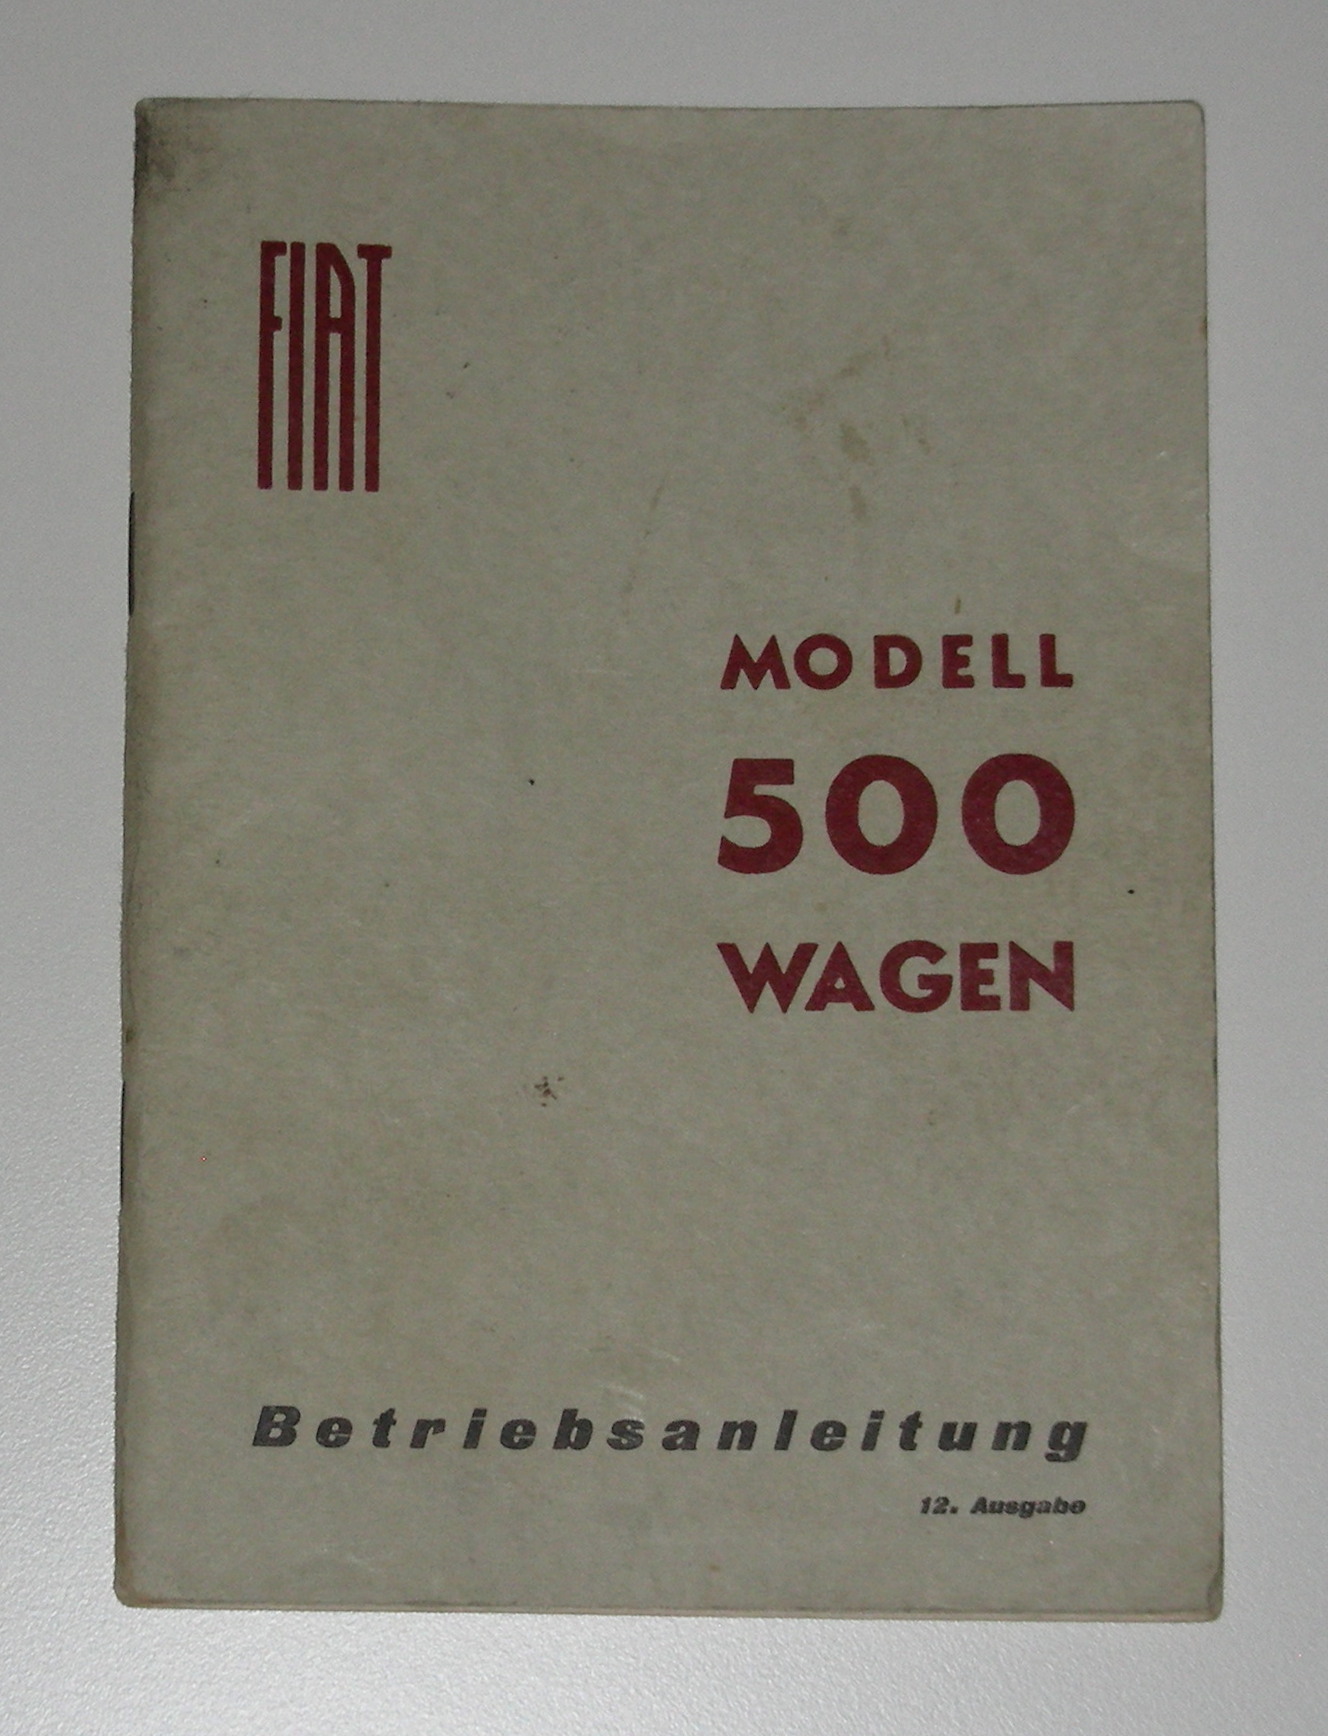 FIAT
MODELL
500
WAGEN
Betriebsanleitung
12. Ausgabe